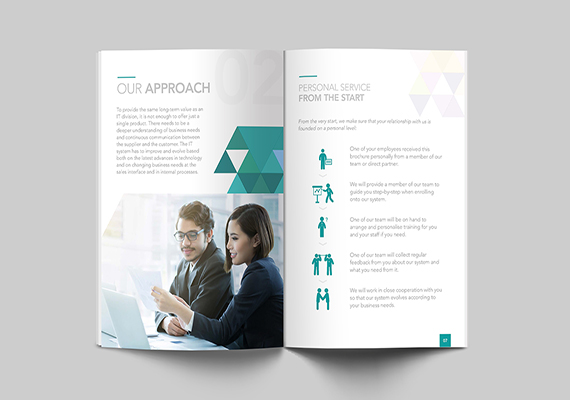 02
OUR APPROACH
To provide the same long-term value as an
IT division, it is not enough to offer just a
single product. There needs to be a
deeper understanding of business needs
and continuous communication between
the supplier and the customer. The IT
system has to improve and evolve based
both on the latest advances in technology
and on changing business needs at the
sales interface and in internal processes.
PERSONAL SERVICE
FROM THE START
From the very start, we make sure that your relationship with us is
founded on a personal level:
One of your employees received this
brochure personally from a member of our
team or direct partner.
We will provide a member of our team to
guide you step-by-step when enrolling
onto our system.
One of our team will be on hand to
arrange and personalise training for you
and your staff if you need.
One of our team will collect regular
feedback from you about our system and
what you need from it.
We will work in close cooperation with you
so that our system evolves according to
your business needs.
07